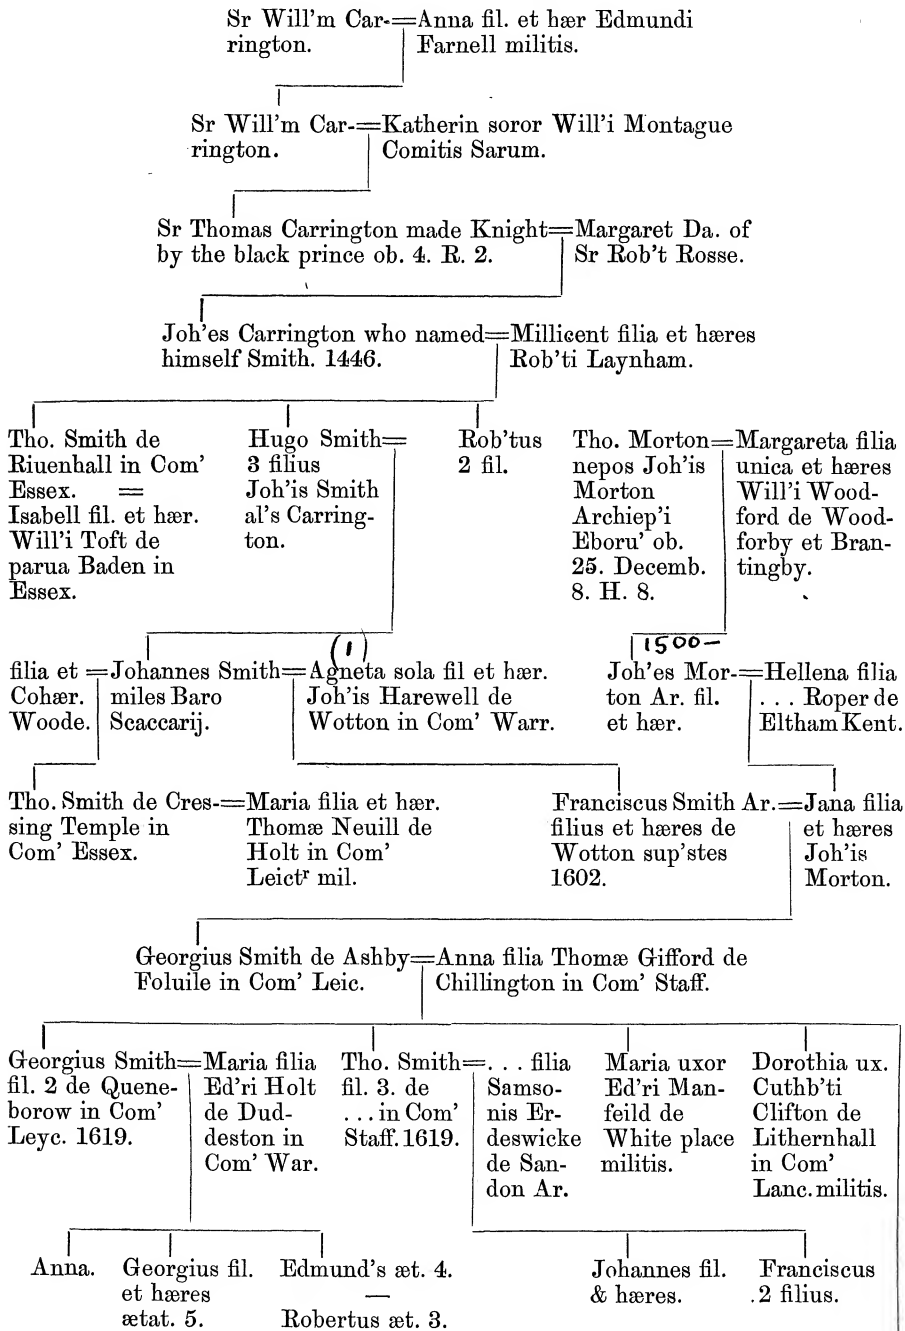 Sr Will'm Car-=Anna fil. et hær Edmundi
rington.
Farnell militis.
Sr Will'm Car-=Katherin soror Will'i Montague
rington.
Comitis Sarum.
Sr Thomas Carrington made Knight=Margaret Da. of
by the black prince ob. 4. R. 2.
Sr Rob't Rosse.
Joh'es Carrington who named=Millicent filia et hæres
himself Smith. 1446.
Rob'ti Laynham.
Tho. Smith de
Riuenhall in Com'
Essex. =
Isabell fil. et hær.
Will'i Toft de
parua Baden in
Essex.
Hugo Smith=
3 filius
Joh'is Smith
al's Carring-
ton.
Rob'tus
2 fil.
Tho. Morton=
nepos Joh'is
Morton
Archiep'i
Eboru' ob.
25. Decemb.
8. H. 8.
Margareta filia
unica et hæres
Will'i Wood-
ford de Wood-
forby et Bran-
tingby.
filia et =
Cohær.
Woode.
Johannes Smith=
miles Baro
Scaccarij.
(1)
Agneta sola fil et hær.
Joh'is Harewell de
Wotton in Com' Warr.
1500-
Joh'es Mor-=
ton Ar. fil.
et hær.
Hellena filia
. . . Roper de
Eltham Kent.
Tho. Smith de Cres-=
sing Temple in
Com' Essex.
Maria filia et hær.
Thomæ Neuill de
Holt in Com'
Leictr mil.
Franciscus Smith Ar.=
filius et hæres de
Wotton sup'stes
1602.
Jana filia
et hæres
Joh'is
Morton.
Georgius Smith de Ashby=
Foluile in Com' Leic.
Anna filia Thomæ Gifford de
Chillington in Com' Staff.
Georgius Smith=
fil. 2 de Quene-
borow in Com'
Leyc. 1619.
Maria filia
Ed'ri Holt
de Dud-
deston in
Com' War.
Tho. Smith=
fil. 3. de
. . . in Com'
Staff. 1619.
. . . filia
Samso-
nis Er-
deswicke
de San-
don Ar.
Maria uxor
Ed'ri Man-
feild de
White place
militis.
Dorothia ux.
Cuthb'ti
Clifton de
Lithernhall
in Com'
Lanc. militis.
Anna.
Georgius fil.
et hæres
ætat. 5.
Edmund's æt. 4.
—
Robertus æt. 3.
Johannes fil.
& hæres.
Franciscus
2 filius.